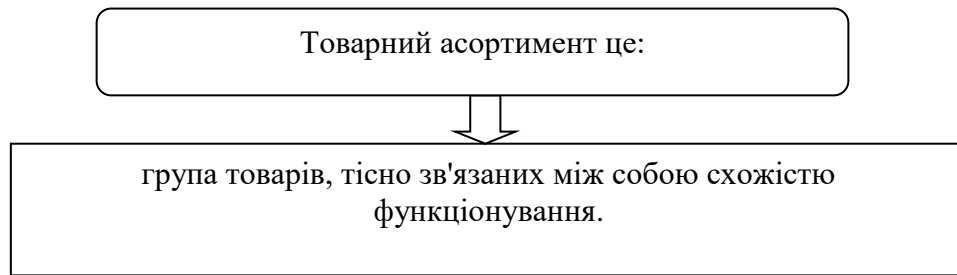 Товарний асортимент це:
група товарів, тісно зв'язаних між собою схожістю
функціонування.